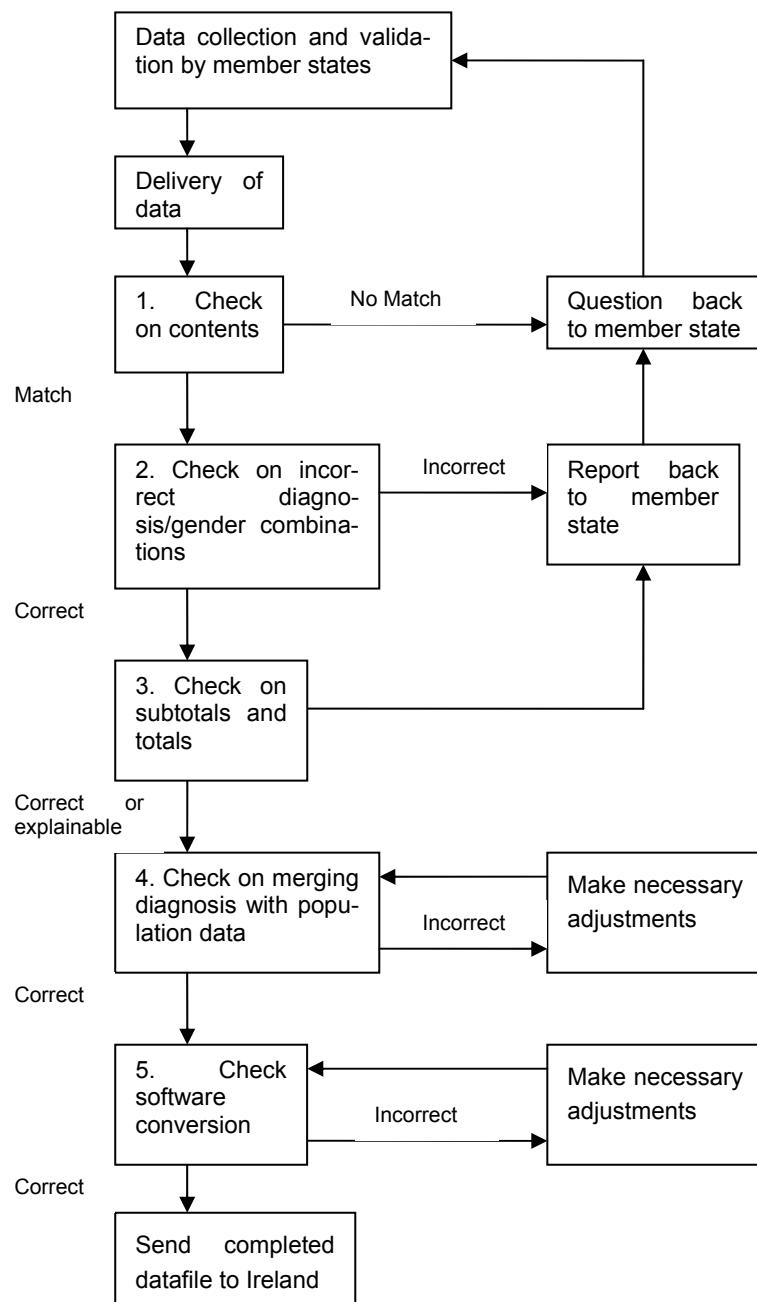 Data collection and valida-
tion by member states
Delivery of
data
1. Check
on contents
No Match
Question back
to member state
Match
2. Check on incor-
rect diagno-
sis/gender combina-
tions
Incorrect
Report back
to member
state
Correct
3. Check on
subtotals and
totals
Correct or
explainable
4. Check on merging
diagnosis with popu-
lation data
Incorrect
Make necessary
adjustments
Correct
5. Check
software
conversion
Incorrect
Make necessary
adjustments
Correct
Send completed
datafile to Ireland